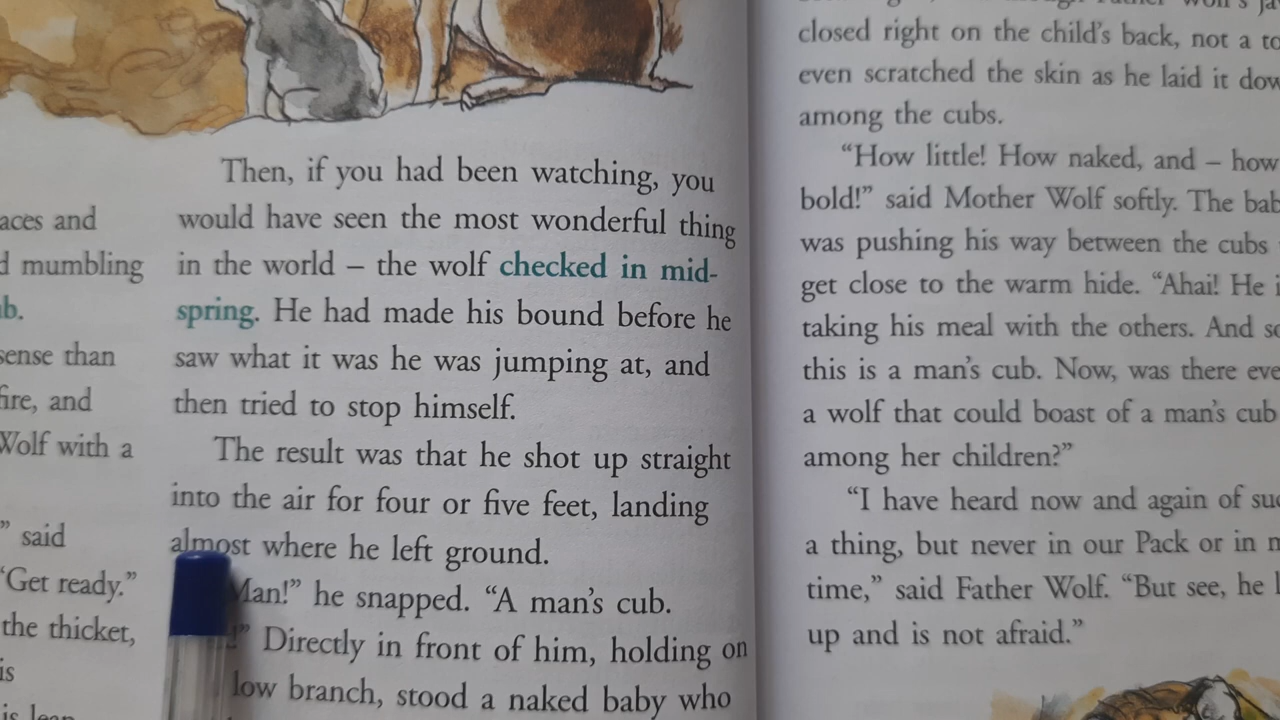 aces and
mumbling
sense than
fire, and
Wolf with a
” said
“Get ready.”
the thicket,
Then, if you had been watching, you
would have seen the most wonderful thing
in the world – the wolf checked in mid-
spring. He had made his bound before he
saw what it was he was jumping at, and
then tried to stop himself.
The result was that he shot up straight
into the air for four or five feet, landing
almost where he left ground.
Man!” he snapped. “A man’s cub.
!” Directly in front of him, holding on
low branch, stood a naked baby who
closed right on the child’s back, not a
even scratched the skin as he laid it
among the cubs.
“How little! How naked, and – how
bold!” said Mother Wolf softly. The
was pushing his way between the cubs
get close to the warm hide. “Ahai! He
taking his meal with the others. And
this is a man’s cub. Now, was there
a wolf that could boast of a man’s cub
among her children?”
“I have heard now and again of
a thing, but never in our Pack or in
time,” said Father Wolf. “But see, he
up and is not afraid.”